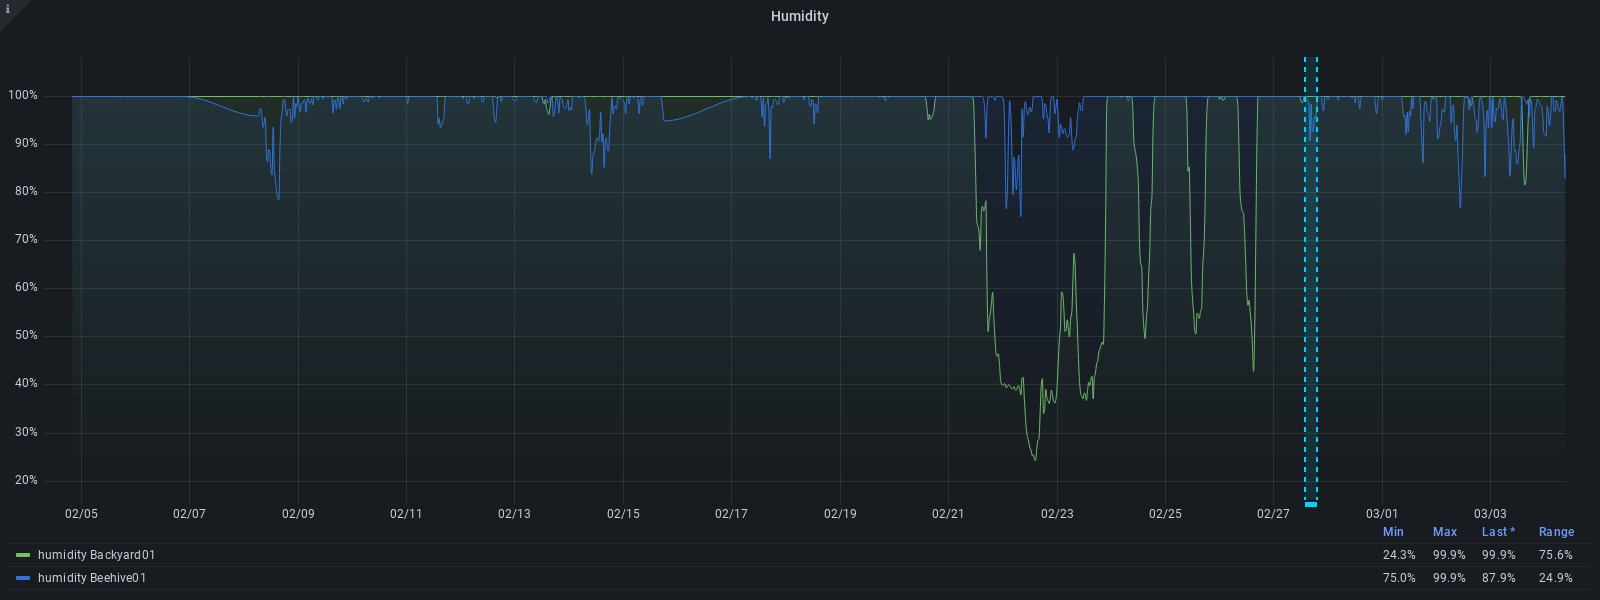 i
Humidity
100%
90%
80%
70%
60%
50%
40%
30%
20%
02/05 02/07 02/09 02/11 02/13 02/15 02/17 02/19 02/21 02/23 02/25 02/27 03/01 03/03
Min Max Last * Range
humidity Backyard01 24.3% 99.9% 99.9% 75.6%
humidity Beehive01 75.0% 99.9% 87.9% 24.9%